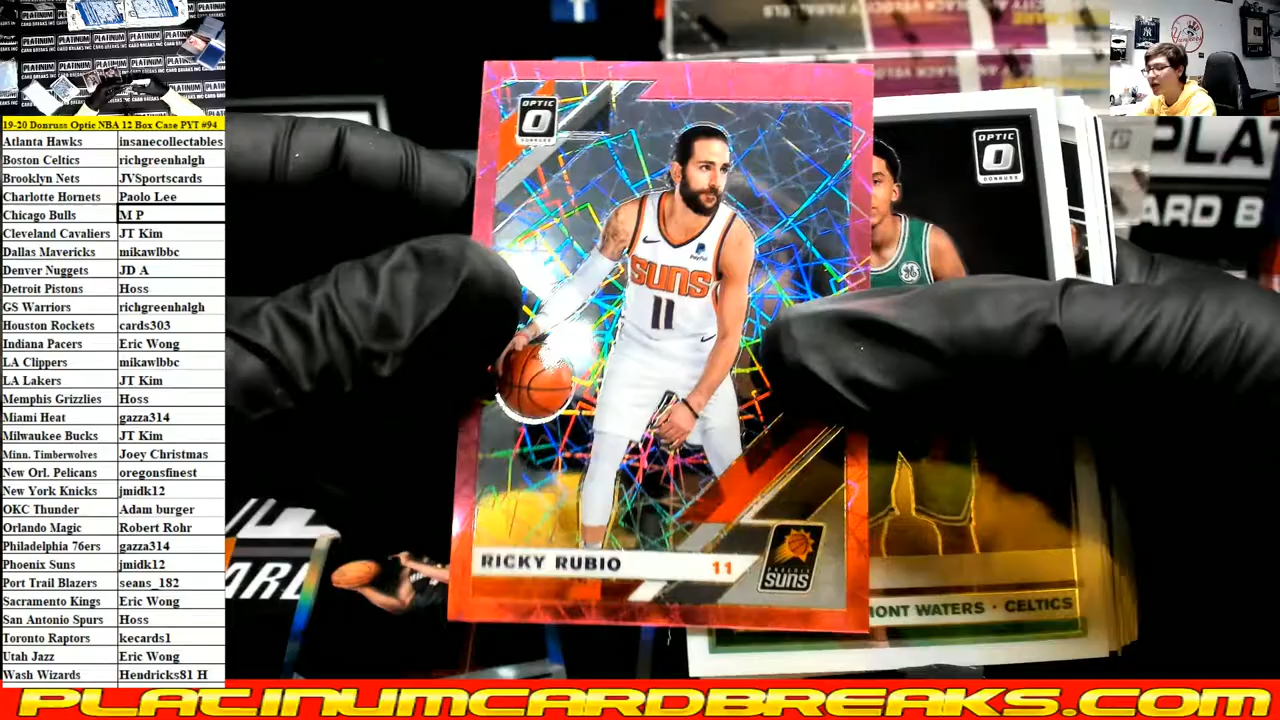 19-20 Donruss Optic NBA 12 Box Case PYT #94
Atlanta Hawks insanecollectables
Boston Celtics richgreenhalgh
Brooklyn Nets JVSportscards
Charlotte Hornets Paolo Lee
Chicago Bulls M P
Cleveland Cavaliers JT Kim
Dallas Mavericks mikawlbbc
Denver Nuggets JD A
Detroit Pistons Hoss
GS Warriors richgreenhalgh
Houston Rockets cards303
Indiana Pacers Eric Wong
LA Clippers mikawlbbc
LA Lakers JT Kim
Memphis Grizzlies Hoss
Miami Heat gazza314
Milwaukee Bucks JT Kim
Minn. Timberwolves Joey Christmas
New Orl. Pelicans oregonsfinest
New York Knicks jmidk12
OKC Thunder Adam burger
Orlando Magic Robert Rohr
Philadelphia 76ers gazza314
Phoenix Suns jmidk12
Port Trail Blazers seans_182
Sacramento Kings Eric Wong
San Antonio Spurs Hoss
Toronto Raptors kecards1
Utah Jazz Eric Wong
Wash Wizards Hendricks81 H
OPTIC
DONRUSS
PayPal
SUNS
11
RICKY RUBIO 11
PHOENIX
SUNS
OPTIC
DONRUSS
MONT WATERS · CELTICS
PLA
ARD B
PLATINUMCARDBREAKS.COM